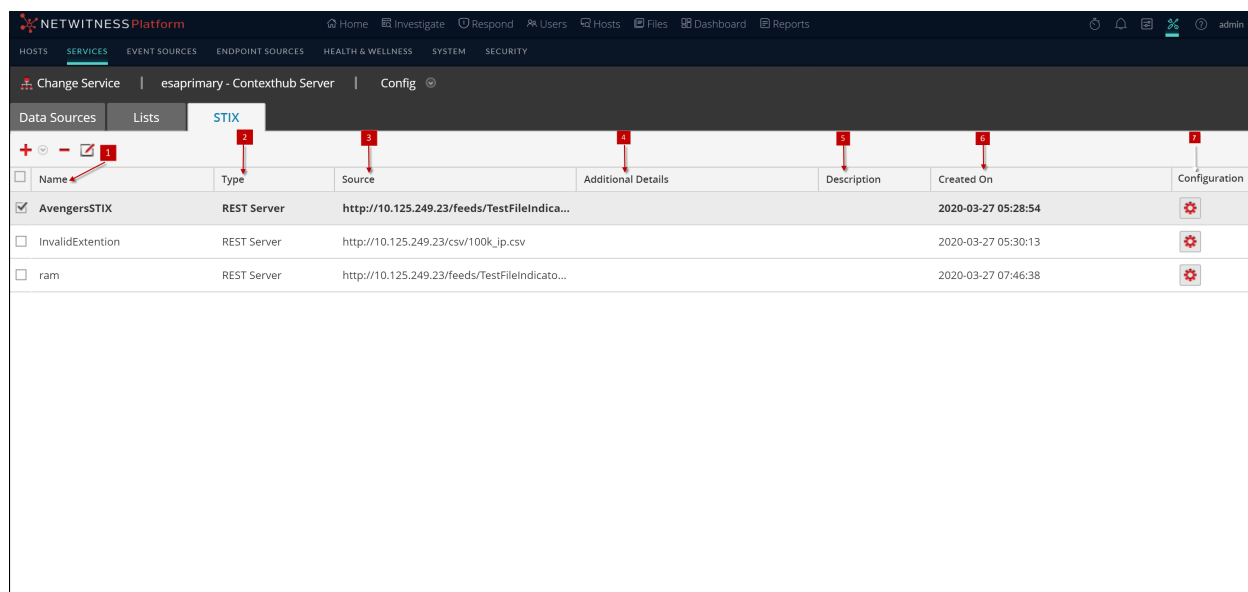 NETWITNESS Platform Home Investigate Respond Users Hosts Files Dashboard Reports admin
HOSTS SERVICES EVENT SOURCES ENDPOINT SOURCES HEALTH & WELLNESS SYSTEM SECURITY
Change Service | esaprimary - Contexthub Server | Config
Data Sources Lists STIX
1 2 3 4 5 6 7
Name Type Source Additional Details Description Created On Configuration
AvengersSTIX REST Server http://10.125.249.23/feeds/TestFileIndica... 2020-03-27 05:28:54
InvalidExtention REST Server http://10.125.249.23/csv/100k_ip.csv 2020-03-27 05:30:13
ram REST Server http://10.125.249.23/feeds/TestFileIndicato... 2020-03-27 07:46:38